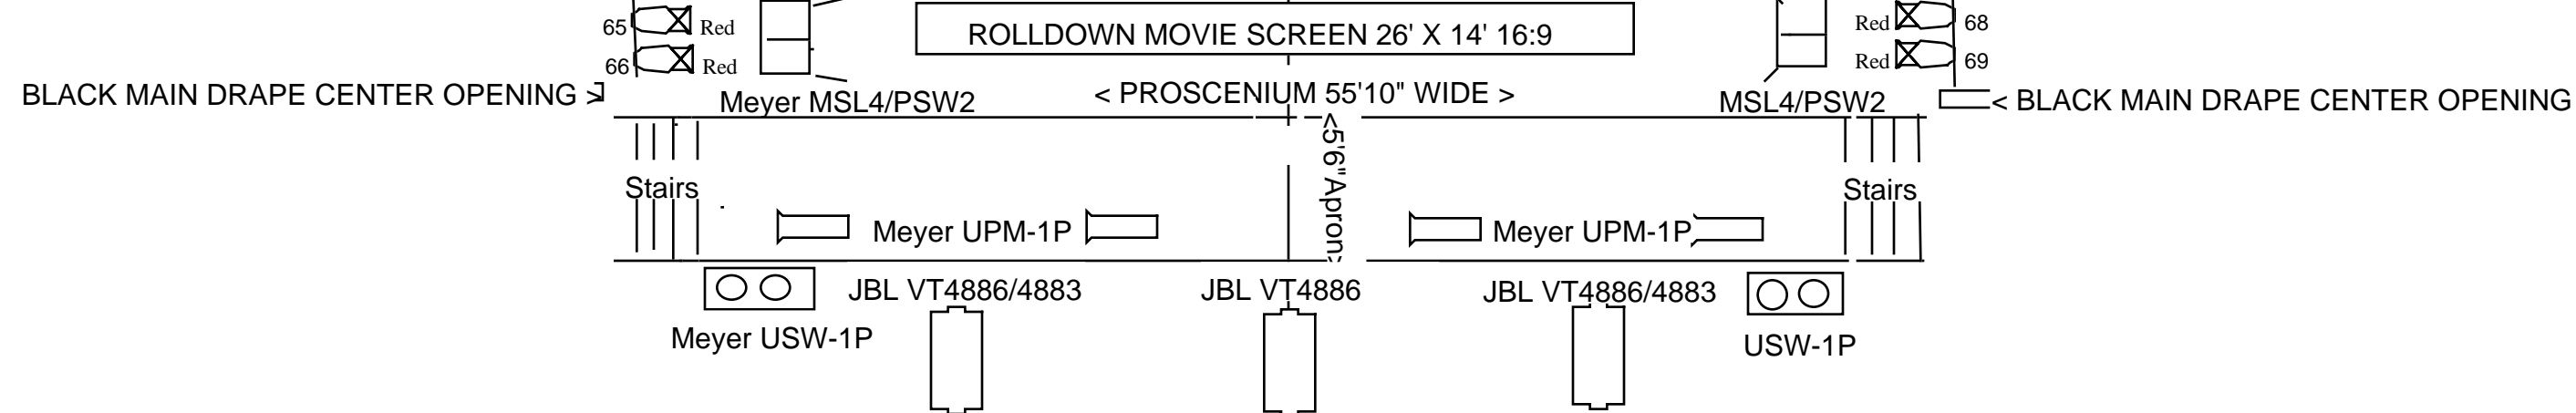 65 Red
Red 68
ROLLDOWN MOVIE SCREEN 26' X 14' 16:9
66 Red
Red 69
BLACK MAIN DRAPE CENTER OPENING >
Meyer MSL4/PSW2
< PROSCENIUM 55'10" WIDE >
MSL4/PSW2
< BLACK MAIN DRAPE CENTER OPENING
<5'6"Apron>
Stairs
Stairs
Meyer UPM-1P
Meyer UPM-1P
JBL VT4886/4883
JBL VT4886
JBL VT4886/4883
Meyer USW-1P
USW-1P